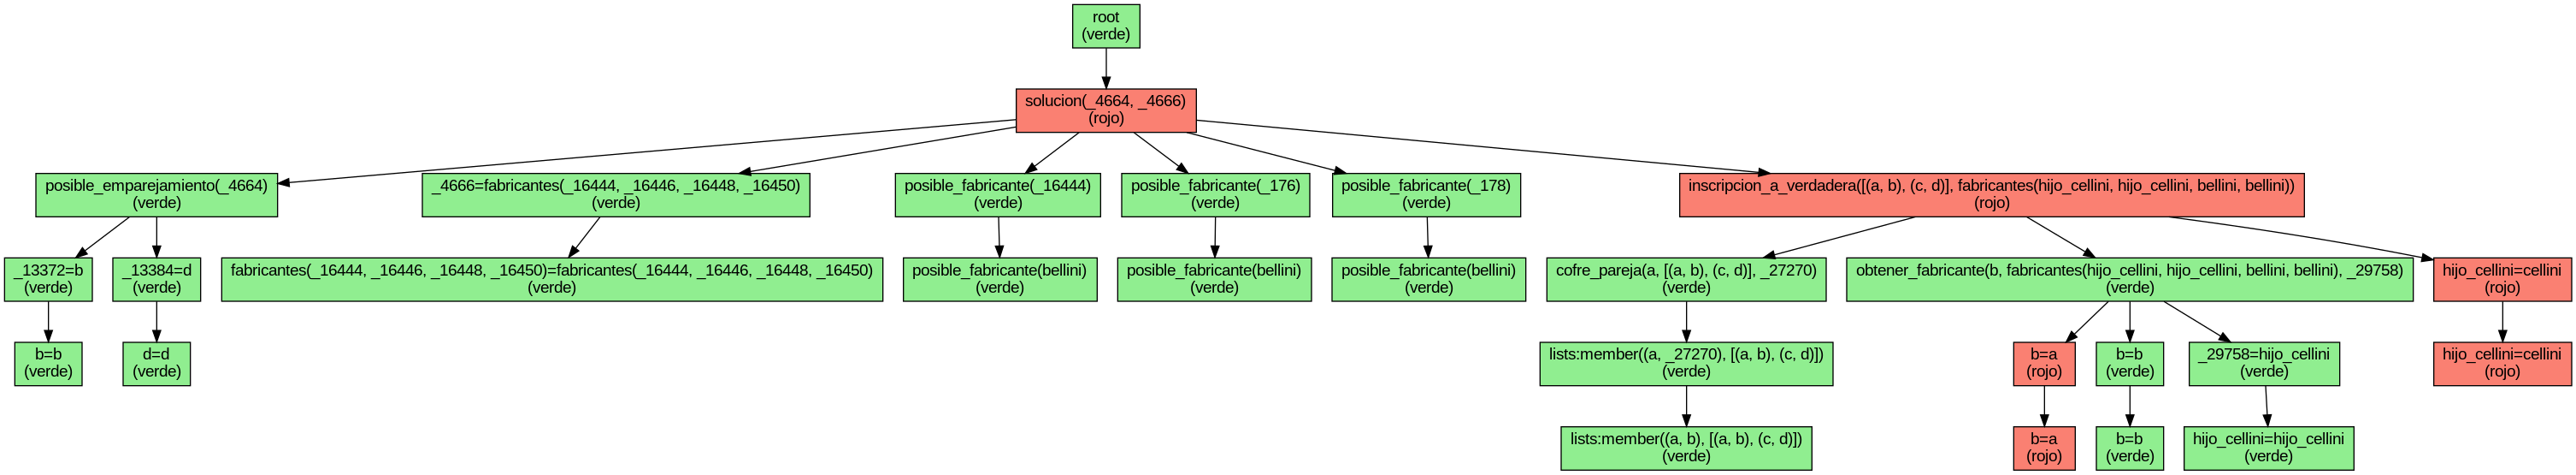 root
(verde)
solucion(_4664, _4666)
(rojo)
posible_emparejamiento(_4664)
(verde)
_4666=fabricantes(_16444, _16446, _16448, _16450)
(verde)
posible_fabricante(_16444)
(verde)
posible_fabricante(_176)
(verde)
posible_fabricante(_178)
(verde)
inscripcion_a_verdadera([(a, b), (c, d)], fabricantes(hijo_cellini, hijo_cellini, bellini, bellini))
(rojo)
_13372=b
(verde)
_13384=d
(verde)
fabricantes(_16444, _16446, _16448, _16450)=fabricantes(_16444, _16446, _16448, _16450)
(verde)
posible_fabricante(bellini)
(verde)
posible_fabricante(bellini)
(verde)
posible_fabricante(bellini)
(verde)
cofre_pareja(a, [(a, b), (c, d)], _27270)
(verde)
obtener_fabricante(b, fabricantes(hijo_cellini, hijo_cellini, bellini, bellini), _29758)
(verde)
hijo_cellini=cellini
(rojo)
b=b
(verde)
d=d
(verde)
lists:member((a, _27270), [(a, b), (c, d)])
(verde)
b=a
(rojo)
b=b
(verde)
_29758=hijo_cellini
(verde)
hijo_cellini=cellini
(rojo)
lists:member((a, b), [(a, b), (c, d)])
(verde)
b=a
(rojo)
b=b
(verde)
hijo_cellini=hijo_cellini
(verde)